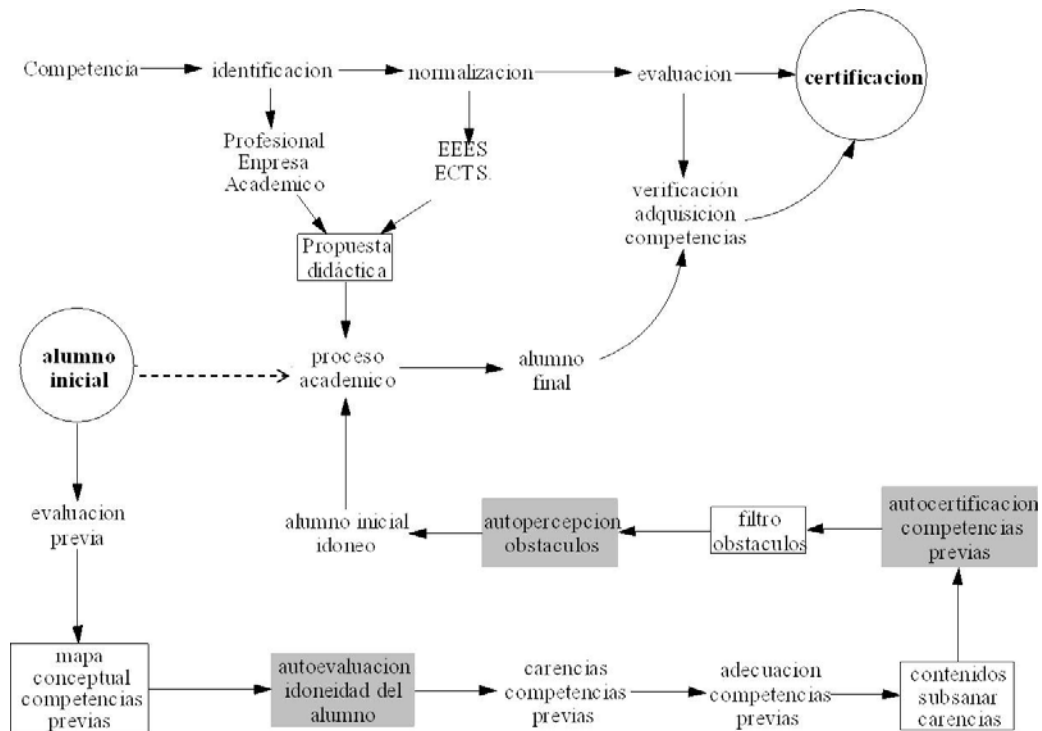 Competencia
identificacion
normalizacion
evaluacion
certificacion
Profesional
Enpresa
Academico
EEES
ECTS.
verificación
adquisicion
competencias
Propuesta
didáctica
alumno
inicial
proceso
academico
alumno
final
evaluacion
previa
alumno inicial
idoneo
autopercepcion
obstaculos
filtro
obstaculos
autocertificacion
competencias
previas
mapa
conceptual
competencias
previas
autoevaluacion
idoneidad del
alumno
carencias
competencias
previas
adecuacion
competencias
previas
contenidos
subsanar
carencias